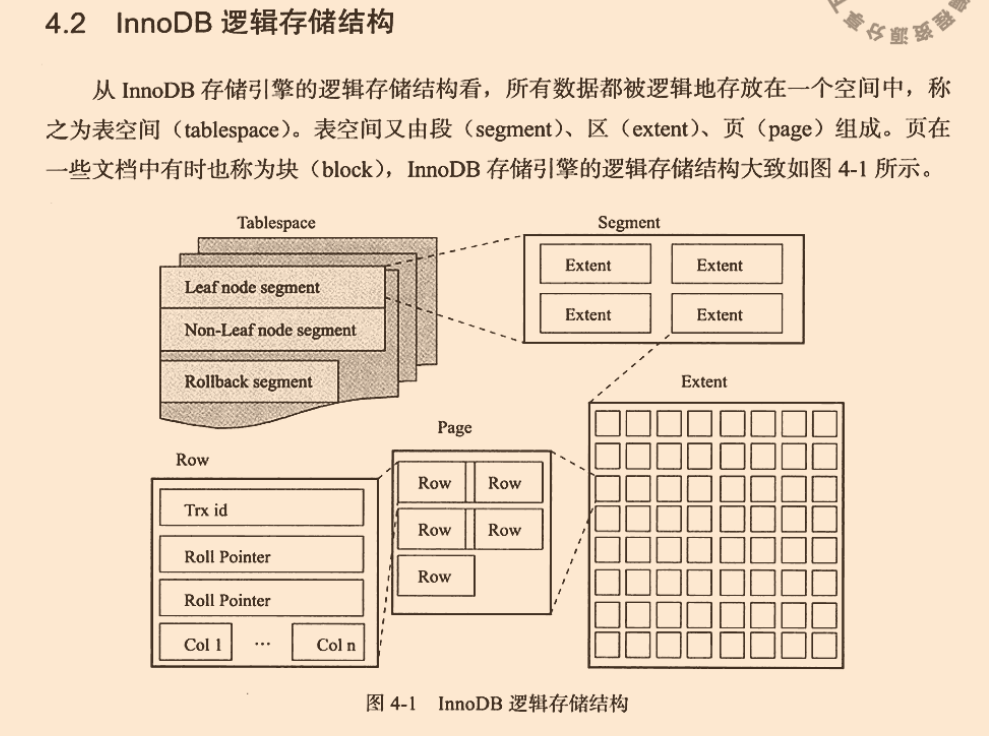 4.2 InnoDB 逻辑存储结构
从 InnoDB 存储引擎的逻辑存储结构看，所有数据都被逻辑地存放在一个空间中，称
之为表空间（tablespace）。表空间又由段（segment）、区（extent）、页（page）组成。页在
一些文档中有时也称为块（block），InnoDB 存储引擎的逻辑存储结构大致如图 4-1 所示。
Tablespace
Leaf node segment
Non-Leaf node segment
Rollback segment
Segment
Extent Extent
Extent Extent
Extent
Page
Row Row
Row Row
Row
Row
Trx id
Roll Pointer
Roll Pointer
Col 1 … Col n
图 4-1 InnoDB 逻辑存储结构